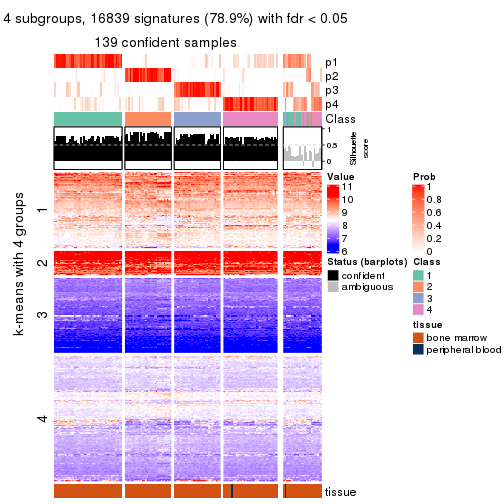 4 subgroups, 16839 signatures (78.9%) with fdr < 0.05
139 confident samples
p1
p2
p3
p4
Class
1
0.5
0
Silhouette
score
k-means with 4 groups
1
2
3
4
Value
11
10
9
8
7
6
Prob
1
0.8
0.6
0.4
0.2
0
Status (barplots)
confident
ambiguous
Class
1
2
3
4
tissue
bone marrow
peripheral blood
tissue